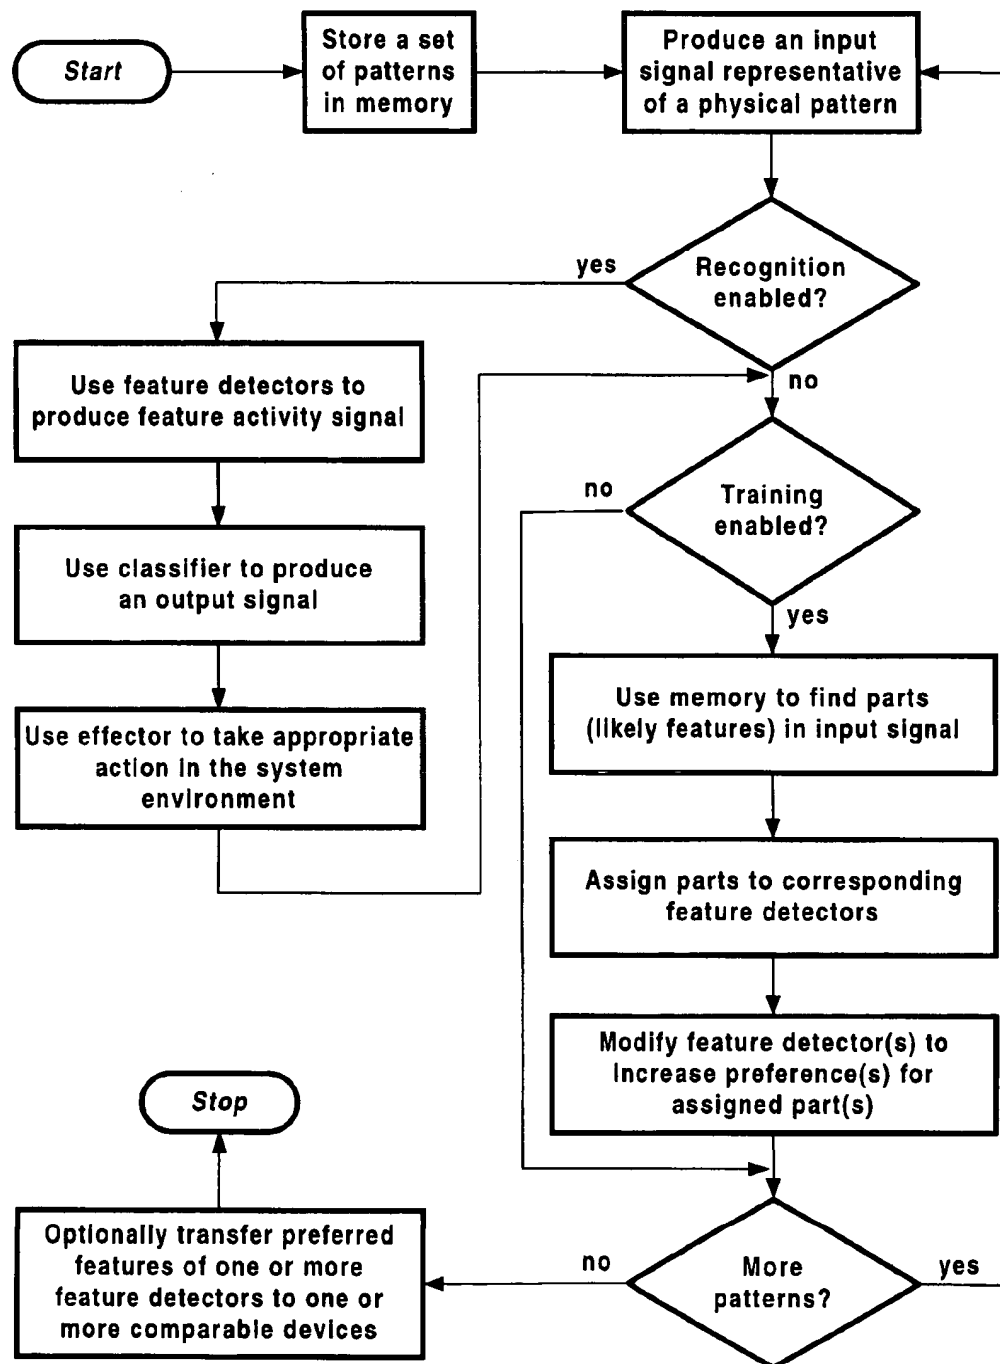 Start
Store a set
of patterns
in memory
Produce an input
signal representative
of a physical pattern
Recognition
enabled?
yes
no
Use feature detectors to
produce feature activity signal
Use classifier to produce
an output signal
Use effector to take appropriate
action in the system
environment
Training
enabled?
no
yes
Use memory to find parts
(likely features) in input signal
Assign parts to corresponding
feature detectors
Modify feature detector(s) to
increase preference(s) for
assigned part(s)
More
patterns?
yes
no
Optionally transfer preferred
features of one or more
feature detectors to one or
more comparable devices
Stop